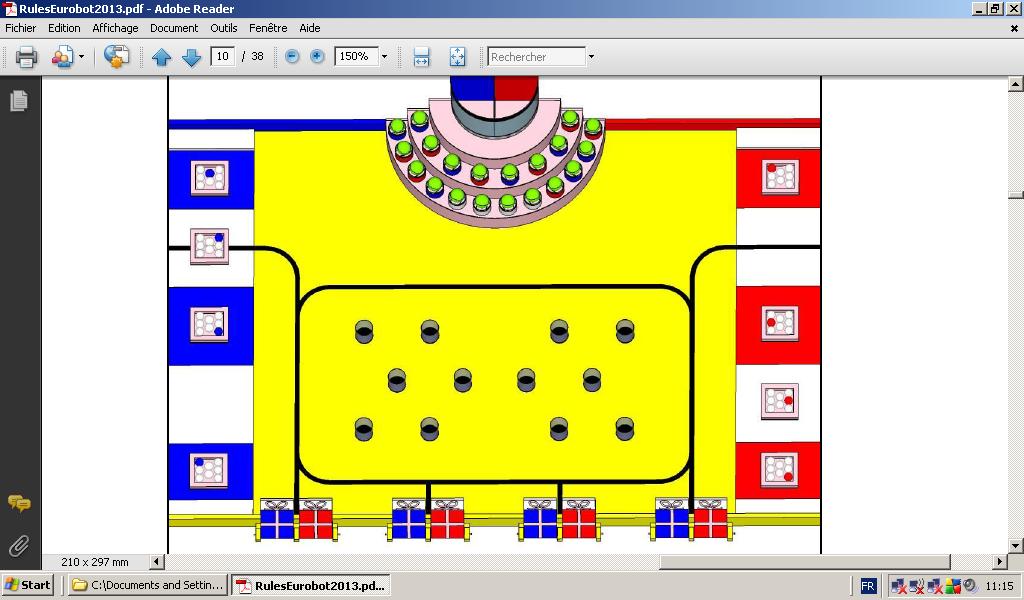 RulesEurobot2013.pdf - Adobe Reader
Fichier Edition Affichage Document Outils Fenêtre Aide
10 / 38 150% Rechercher
210 x 297 mm
Start C:\Documents and Settin... RulesEurobot2013.pd... FR 11:15